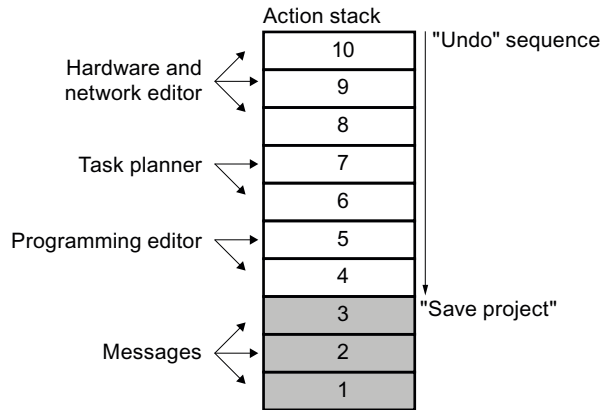 Action stack
"Undo" sequence
10
Hardware and
network editor
9
8
Task planner
7
6
Programming editor
5
4
"Save project"
3
Messages
2
1